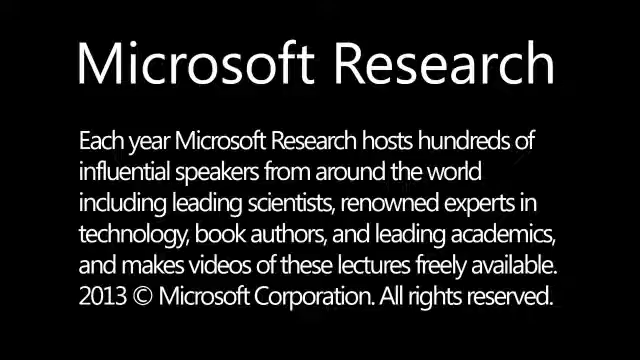 Microsoft Research
Each year Microsoft Research hosts hundreds of
influential speakers from around the world
including leading scientists, renowned experts in
technology, book authors, and leading academics,
and makes videos of these lectures freely available.
2013 © Microsoft Corporation. All rights reserved.